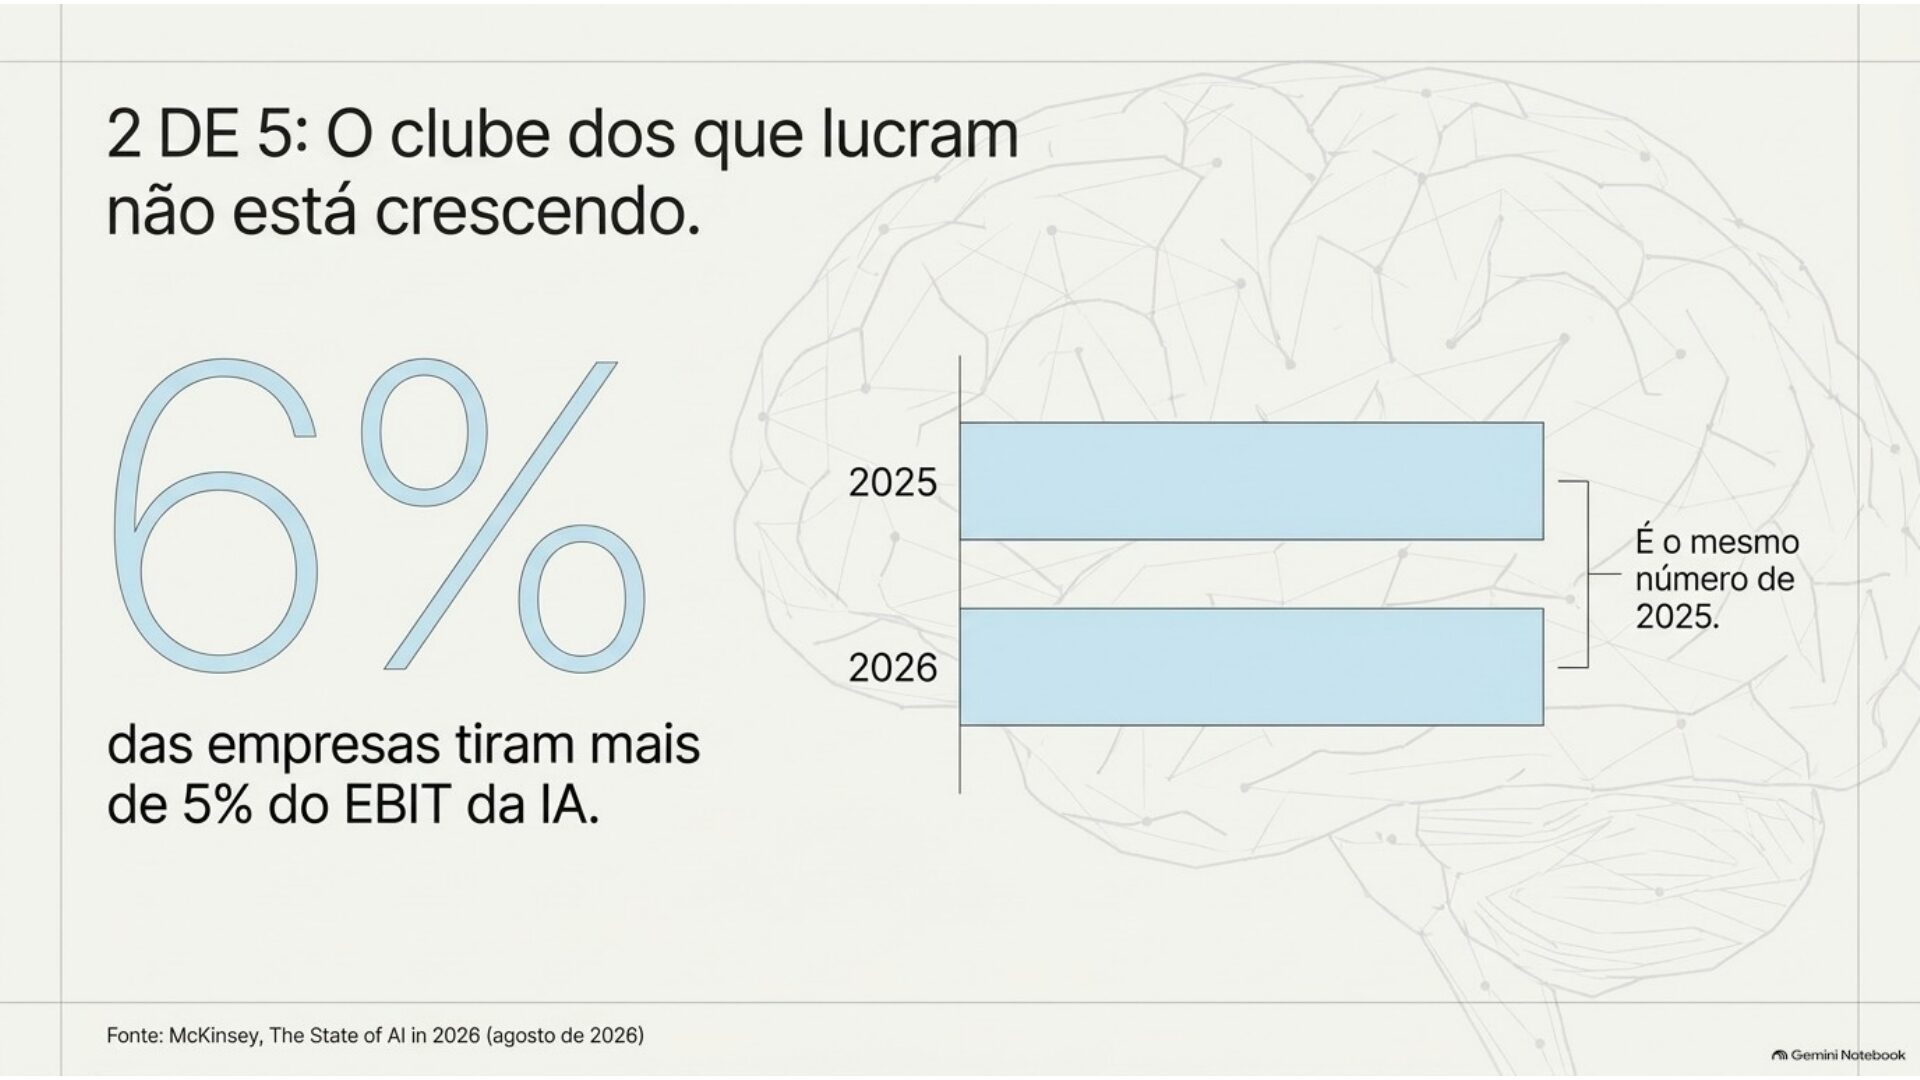 2 DE 5: O clube dos que lucram
não está crescendo.
6%
das empresas tiram mais
de 5% do EBIT da IA.
2025
2026
É o mesmo
número de
2025.
Fonte: McKinsey, The State of AI in 2026 (agosto de 2026)
Gemini Notebook